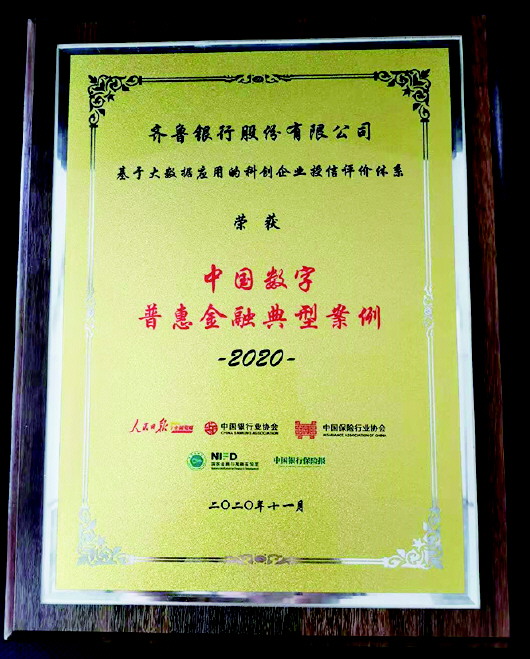 齐鲁银行股份有限公司
基于大数据应用的科创企业授信评价体系
荣获
中国数字
普惠金融典型案例
-2020-
人民日报
中国银行业协会
CHINA BANKING ASSOCIATION
中国保险行业协会
INSURANCE ASSOCIATION OF CHINA
NIFD
国家金融与发展实验室
中国银行保险报
二〇二〇年十一月